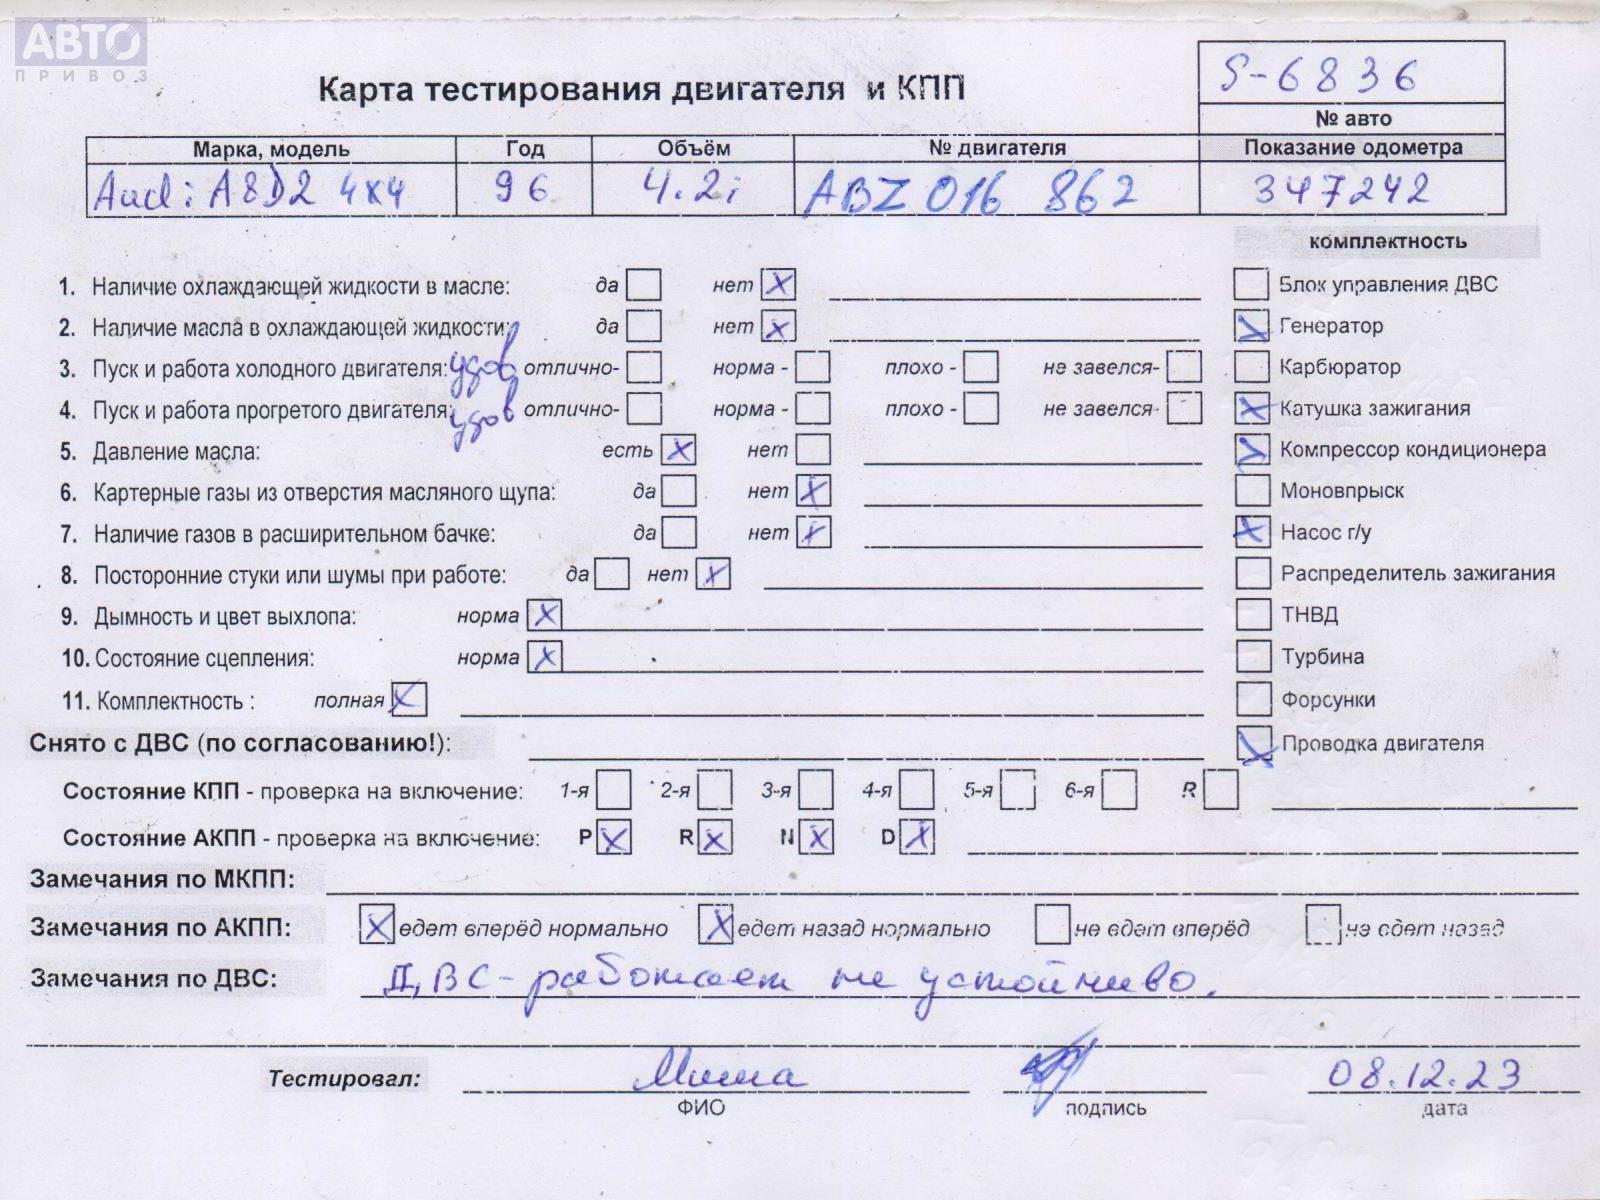 АВТО™
ПРИВОЗ
Карта тестирования двигателя и КПП
S-6836
№ авто
Марка, модель Год Объём № двигателя Показание одометра
Audi A8D2 4x4 96 4.2i ABZ 016 862 347242
комплектность
1. Наличие охлаждающей жидкости в масле: да нет X Блок управления ДВС
2. Наличие масла в охлаждающей жидкости: да нет X Генератор
3. Пуск и работа холодного двигателя: удов отлично- норма - плохо - не завелся- Карбюратор
4. Пуск и работа прогретого двигателя: удов отлично- норма - плохо - не завелся- X Катушка зажигания
5. Давление масла: есть X нет Компрессор кондиционера
6. Картерные газы из отверстия масляного щупа: да нет X Моновпрыск
7. Наличие газов в расширительном бачке: да нет X X Насос г/у
8. Посторонние стуки или шумы при работе: да нет X Распределитель зажигания
9. Дымность и цвет выхлопа: норма X ТНВД
10. Состояние сцепления: норма X Турбина
11. Комплектность : полная X Форсунки
Снято с ДВС (по согласованию!): X Проводка двигателя
Состояние КПП - проверка на включение: 1-я 2-я 3-я 4-я 5-я 6-я R
Состояние АКПП - проверка на включение: P X R X N X D X
Замечания по МКПП:
Замечания по АКПП: X едет вперёд нормально X едет назад нормально не едет вперёд не едет назад
Замечания по ДВС: ДВС - работает не устойчиво.
Тестировал: Миша 08.12.23
ФИО подпись дата